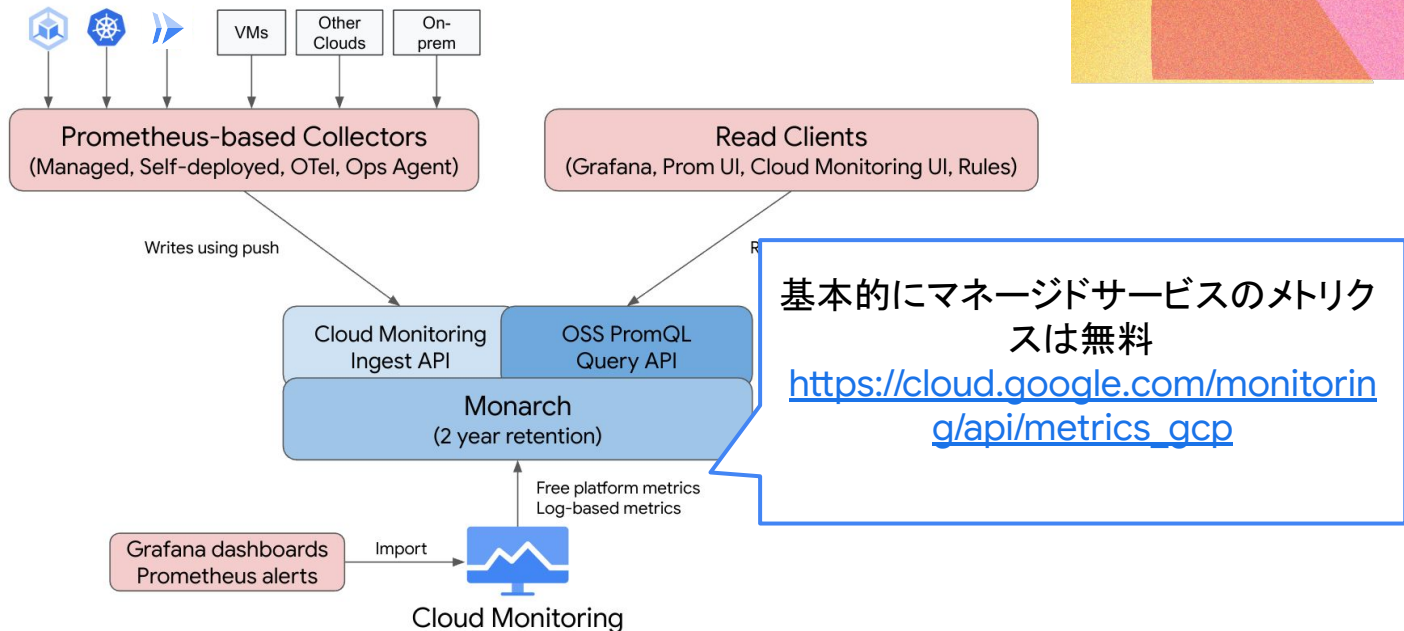 VMs
Other
Clouds
On-
prem
Prometheus-based Collectors
(Managed, Self-deployed, OTel, Ops Agent)
Read Clients
(Grafana, Prom UI, Cloud Monitoring UI, Rules)
Writes using push
基本的にマネージドサービスのメトリク
スは無料
https://cloud.google.com/monitorin
g/api/metrics_gcp
Cloud Monitoring
Ingest API
OSS PromQL
Query API
Monarch
(2 year retention)
Free platform metrics
Log-based metrics
Grafana dashboards
Prometheus alerts
Import
Cloud Monitoring